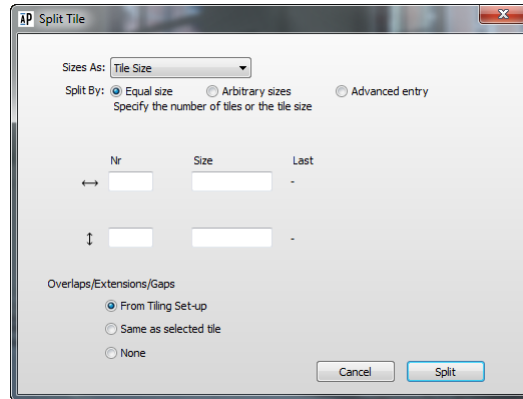 AP Split Tile
Sizes As: Tile Size
Split By: Equal size Arbitrary sizes Advanced entry
Specify the number of tiles or the tile size
Nr Size Last
-
-
Overlaps/Extensions/Gaps
From Tiling Set-up
Same as selected tile
None
Cancel Split